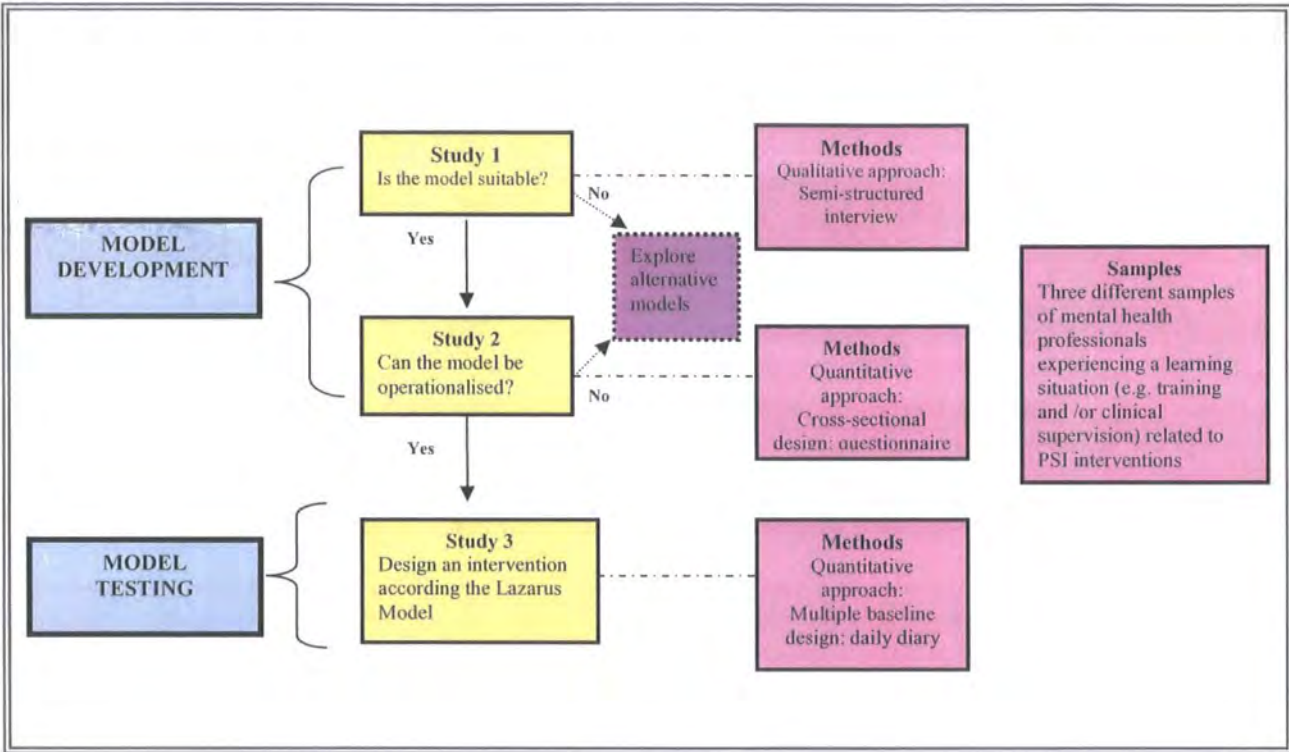 MODEL
DEVELOPMENT
Study 1
Is the model suitable?
Yes
No
Explore
alternative
models
Study 2
Can the model be
operationalised?
No
Yes
Methods
Qualitative approach:
Semi-structured
interview
Methods
Quantitative
approach:
Cross-sectional
design: questionnaire
Samples
Three different samples
of mental health
professionals
experiencing a learning
situation (e.g. training
and /or clinical
supervision) related to
PSI interventions
MODEL
TESTING
Study 3
Design an intervention
according the Lazarus
Model
Methods
Quantitative
approach:
Multiple baseline
design: daily diary